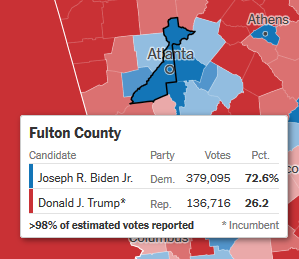 Athens
Atlanta
Fulton County
Candidate Party Votes Pct.
Joseph R. Biden Jr. Dem. 379,095 72.6%
Donald J. Trump* Rep. 136,716 26.2
>98% of estimated votes reported * Incumbent
Columbus